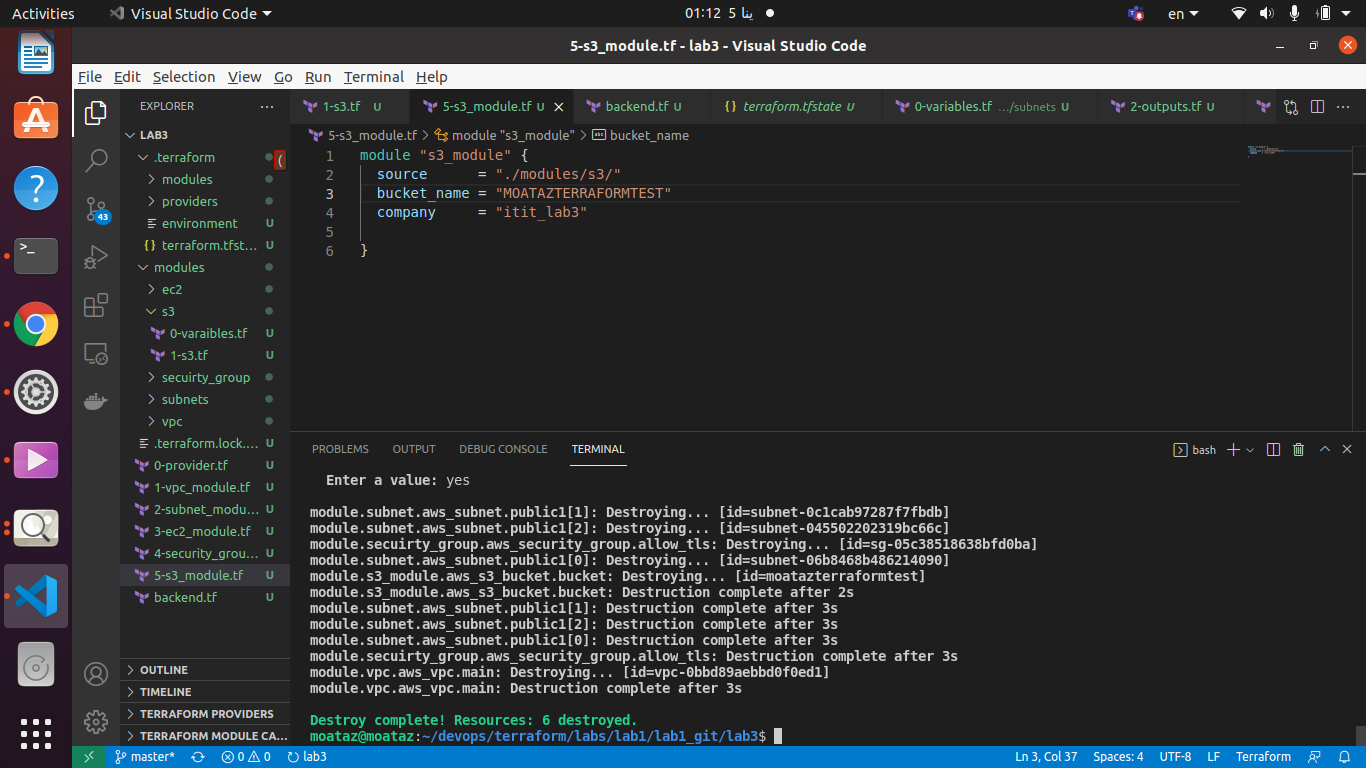 Activities
Visual Studio Code
01:12 5 ينا
en
5-s3_module.tf - lab3 - Visual Studio Code
File Edit Selection View Go Run Terminal Help
EXPLORER
LAB3
.terraform
modules
providers
environment U
terraform.tfst... U
modules
ec2
s3
0-varaibles.tf U
1-s3.tf U
secuirty_group
subnets
vpc
.terraform.lock.... U
0-provider.tf U
1-vpc_module.tf U
2-subnet_modu... U
3-ec2_module.tf U
4-security_grou... U
5-s3_module.tf U
backend.tf U
OUTLINE
TIMELINE
TERRAFORM PROVIDERS
TERRAFORM MODULE CA...
43
1-s3.tf U
5-s3_module.tf U
backend.tf U
terraform.tfstate U
0-variables.tf .../subnets U
2-outputs.tf U
5-s3_module.tf > module "s3_module" > bucket_name
1 module "s3_module" {
2 source = "./modules/s3/"
3 bucket_name = "MOATAZTERRAFORMTEST"
4 company = "itit_lab3"
5
6 }
PROBLEMS OUTPUT DEBUG CONSOLE TERMINAL
bash
Enter a value: yes
module.subnet.aws_subnet.public1[1]: Destroying... [id=subnet-0c1cab97287f7fbdb]
module.subnet.aws_subnet.public1[2]: Destroying... [id=subnet-045502202319bc66c]
module.secuirty_group.aws_security_group.allow_tls: Destroying... [id=sg-05c38518638bfd0ba]
module.subnet.aws_subnet.public1[0]: Destroying... [id=subnet-06b8468b486214090]
module.s3_module.aws_s3_bucket.bucket: Destroying... [id=moatazterraformtest]
module.s3_module.aws_s3_bucket.bucket: Destruction complete after 2s
module.subnet.aws_subnet.public1[1]: Destruction complete after 3s
module.subnet.aws_subnet.public1[2]: Destruction complete after 3s
module.subnet.aws_subnet.public1[0]: Destruction complete after 3s
module.secuirty_group.aws_security_group.allow_tls: Destruction complete after 3s
module.vpc.aws_vpc.main: Destroying... [id=vpc-0bbd89aebbd0f0ed1]
module.vpc.aws_vpc.main: Destruction complete after 3s
Destroy complete! Resources: 6 destroyed.
moataz@moataz:~/devops/terraform/labs/lab1/lab1_git/lab3$
master*
0 0
lab3
Ln 3, Col 37
Spaces: 4
UTF-8
LF
Terraform